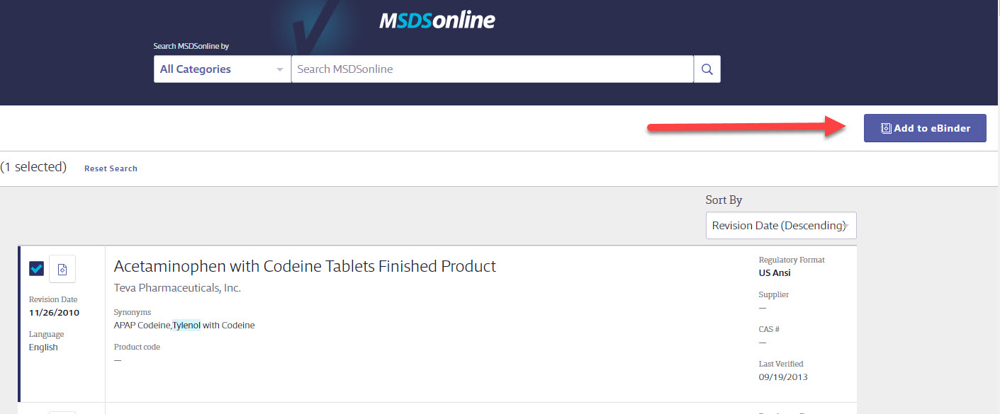 MSDSonline
Search MSDSonline by
All Categories
Search MSDSonline
Add to eBinder
(1 selected)
Reset Search
Sort By
Revision Date (Descending)
Acetaminophen with Codeine Tablets Finished Product
Teva Pharmaceuticals, Inc.
Revision Date
11/26/2010
Language
English
Synonyms
APAP Codeine,Tylenol with Codeine
Product code
—
Regulatory Format
US Ansi
Supplier
—
CAS #
—
Last Verified
09/19/2013